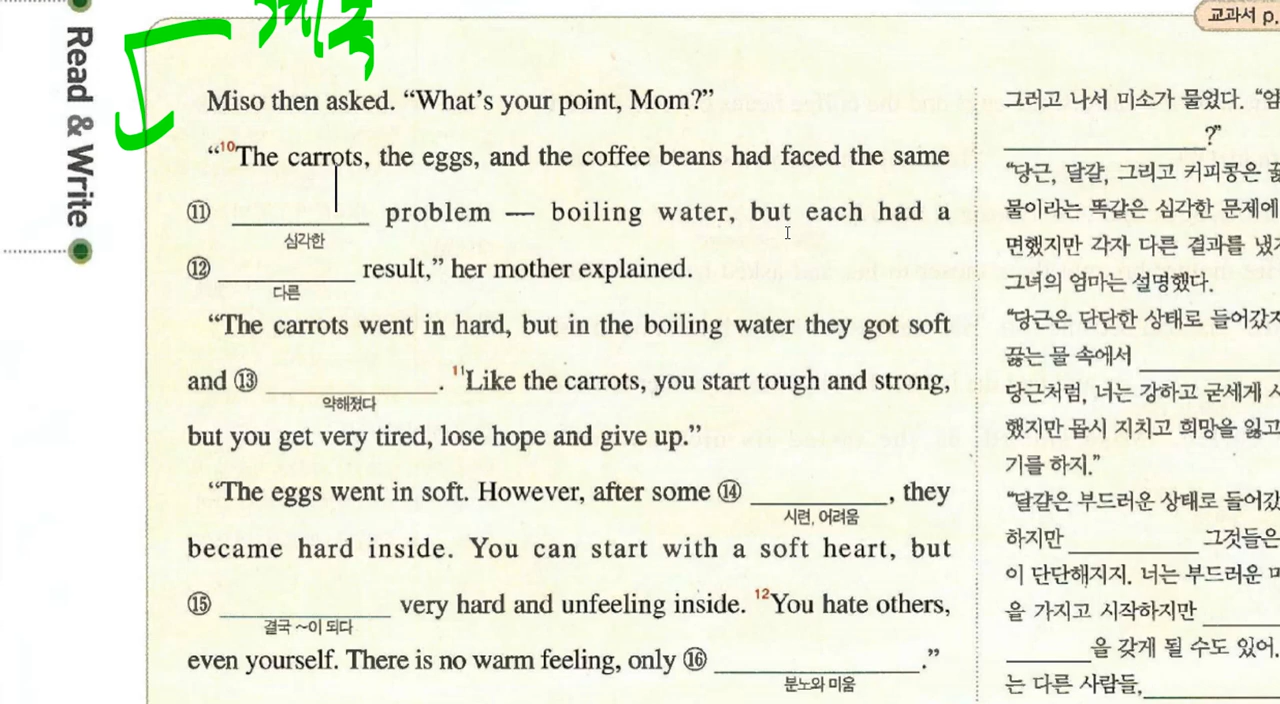 교과서 p.
Read & Write
Miso then asked. “What’s your point, Mom?”
“10The carrots, the eggs, and the coffee beans had faced the same
⑪ problem — boiling water, but each had a
심각한
⑫ result,” her mother explained.
다른
“The carrots went in hard, but in the boiling water they got soft
and ⑬ . 11Like the carrots, you start tough and strong,
약해졌다
but you get very tired, lose hope and give up.”
“The eggs went in soft. However, after some ⑭ , they
시련, 어려움
became hard inside. You can start with a soft heart, but
⑮ very hard and unfeeling inside. 12You hate others,
결국 ~이 되다
even yourself. There is no warm feeling, only ⑯ .”
분노와 미움
그리고 나서 미소가 물었다. “엄
?”
“당근, 달걀, 그리고 커피콩은 끓
물이라는 똑같은 심각한 문제에
면했지만 각자 다른 결과를 냈
그녀의 엄마는 설명했다.
“당근은 단단한 상태로 들어갔
끓는 물 속에서
당근처럼, 너는 강하고 굳세게 시
했지만 몹시 지치고 희망을 잃고
기를 하지.”
“달걀은 부드러운 상태로 들어갔
하지만 그것들은
이 단단해지지. 너는 부드러운 마
을 가지고 시작하지만
을 갖게 될 수도 있어.
는 다른 사람들,